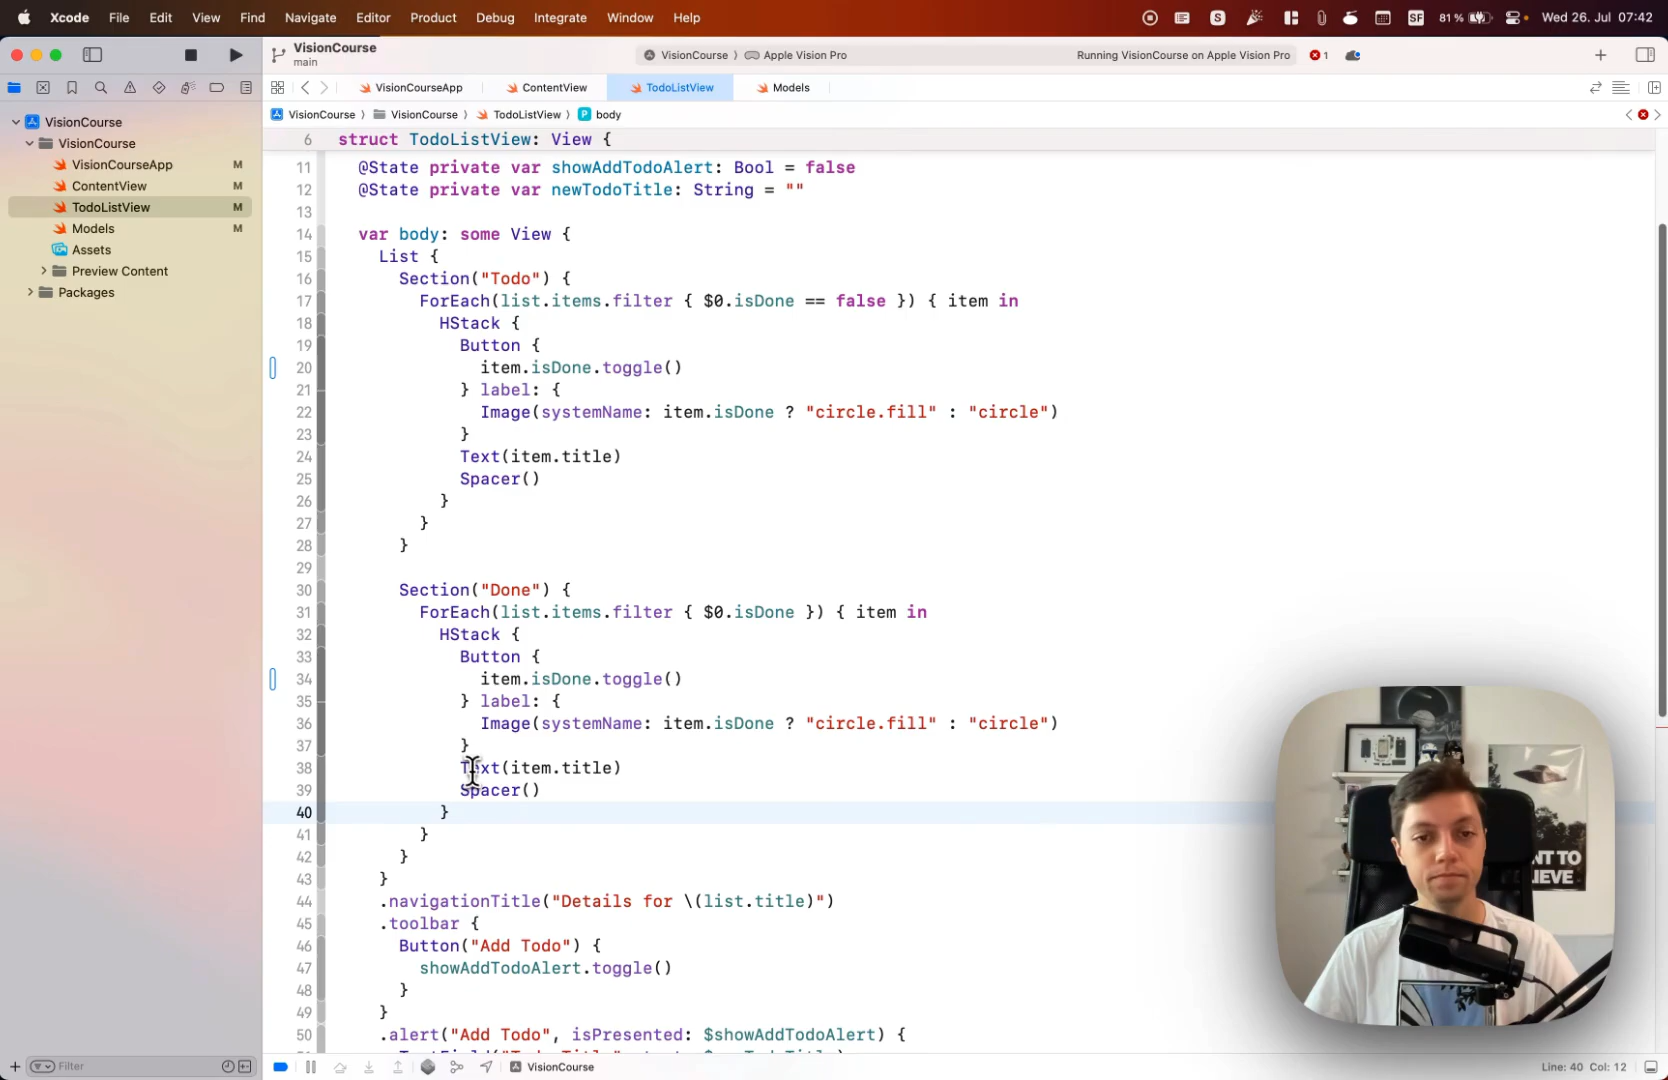 Xcode File Edit View Find Navigate Editor Product Debug Integrate Window Help
S SF 81 % Wed 26. Jul 07:42
VisionCourse
main
VisionCourse ⟩ Apple Vision Pro
Running VisionCourse on Apple Vision Pro 1
VisionCourseApp ContentView TodoListView Models
VisionCourse ⟩ VisionCourse ⟩ TodoListView ⟩ P body
VisionCourse
VisionCourse
VisionCourseApp M
ContentView M
TodoListView M
Models M
Assets
Preview Content
Packages
6 struct TodoListView: View {
11 @State private var showAddTodoAlert: Bool = false
12 @State private var newTodoTitle: String = ""
13
14 var body: some View {
15 List {
16 Section("Todo") {
17 ForEach(list.items.filter { $0.isDone == false }) { item in
18 HStack {
19 Button {
20 item.isDone.toggle()
21 } label: {
22 Image(systemName: item.isDone ? "circle.fill" : "circle")
23 }
24 Text(item.title)
25 Spacer()
26 }
27 }
28 }
29
30 Section("Done") {
31 ForEach(list.items.filter { $0.isDone }) { item in
32 HStack {
33 Button {
34 item.isDone.toggle()
35 } label: {
36 Image(systemName: item.isDone ? "circle.fill" : "circle")
37 }
38 Text(item.title)
39 Spacer()
40 }
41 }
42 }
43 }
44 .navigationTitle("Details for \(list.title)")
45 .toolbar {
46 Button("Add Todo") {
47 showAddTodoAlert.toggle()
48 }
49 }
50 .alert("Add Todo", isPresented: $showAddTodoAlert) {
NT TO
IEVE
Filter
VisionCourse
Line: 40 Col: 12